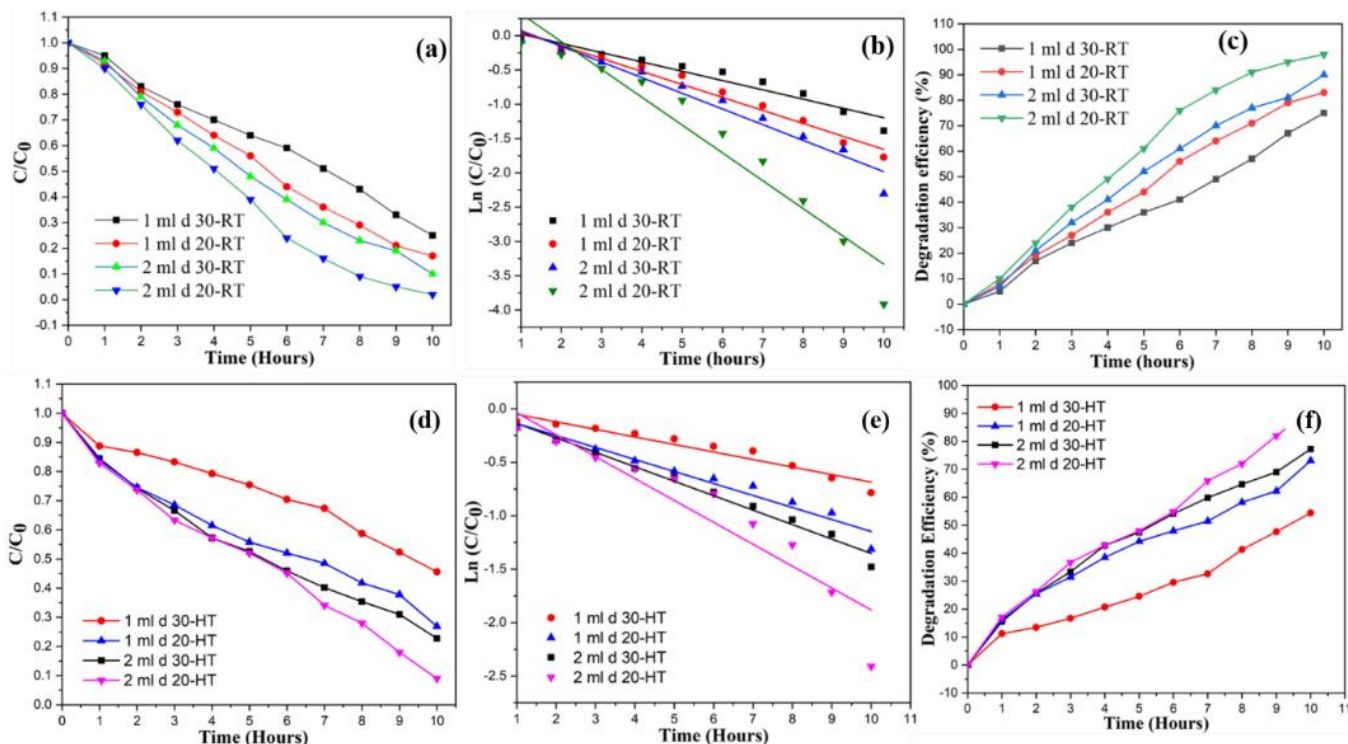 (a)
C/C0
1.1
1.0
0.9
0.8
0.7
0.6
0.5
0.4
0.3
0.2
0.1
0.0
-0.1
1 ml d 30-RT
1 ml d 20-RT
2 ml d 30-RT
2 ml d 20-RT
0 1 2 3 4 5 6 7 8 9 10
Time (Hours)
(b)
Ln (C/C0)
0.0
-0.5
-1.0
-1.5
-2.0
-2.5
-3.0
-3.5
-4.0
1 ml d 30-RT
1 ml d 20-RT
2 ml d 30-RT
2 ml d 20-RT
1 2 3 4 5 6 7 8 9 10
Time (hours)
(c)
Degradation effciency (%)
110
100
90
80
70
60
50
40
30
20
10
0
-10
1 ml d 30-RT
1 ml d 20-RT
2 ml d 30-RT
2 ml d 20-RT
0 1 2 3 4 5 6 7 8 9 10
Time (hours)
(d)
C/C0
1.1
1.0
0.9
0.8
0.7
0.6
0.5
0.4
0.3
0.2
0.1
0.0
1 ml d 30-HT
1 ml d 20-HT
2 ml d 30-HT
2 ml d 20-HT
0 1 2 3 4 5 6 7 8 9 10
Time (Hours)
(e)
Ln (C/C0)
0.0
-0.5
-1.0
-1.5
-2.0
-2.5
1 ml d 30-HT
1 ml d 20-HT
2 ml d 30-HT
2 ml d 20-HT
1 2 3 4 5 6 7 8 9 10 11
Time (Hours)
(f)
Degradation Efficiency (%)
100
90
80
70
60
50
40
30
20
10
0
-10
1 ml d 30-HT
1 ml d 20-HT
2 ml d 30-HT
2 ml d 20-HT
0 1 2 3 4 5 6 7 8 9 10 11
Time (Hours)